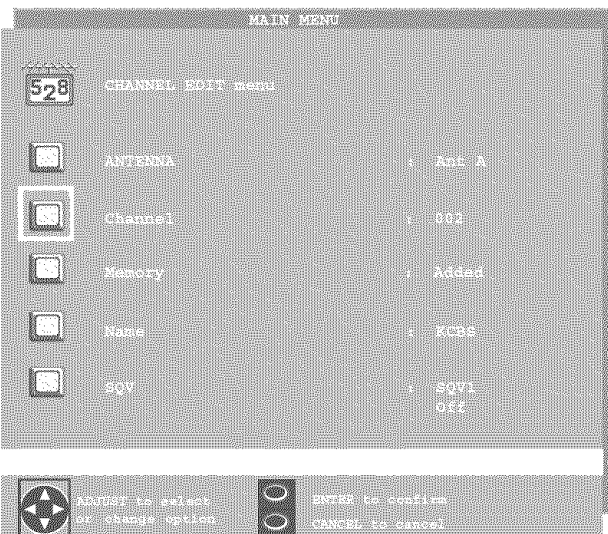 MAIN MENU
528
CHANNEL EDIT menu
ANTENNA : Ant A
Channel : 002
Memory : Added
Name : KCBS
SQV : SQV1
Off
ADJUST to select
or change option
ENTER to confirm
CANCEL to cancel